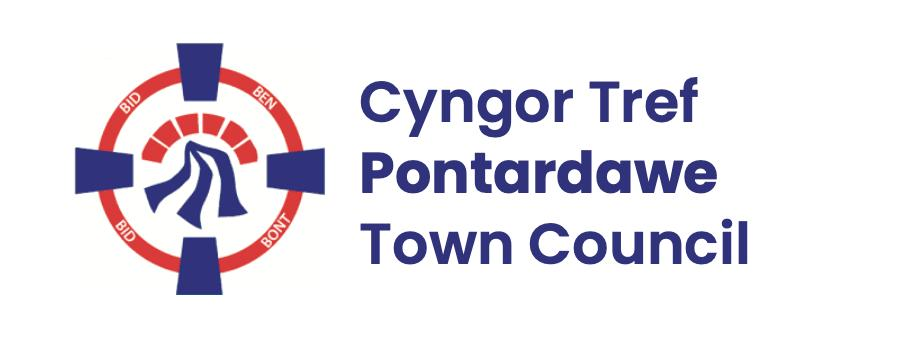 BID
BEN
BID
BONT
Cyngor Tref
Pontardawe
Town Council